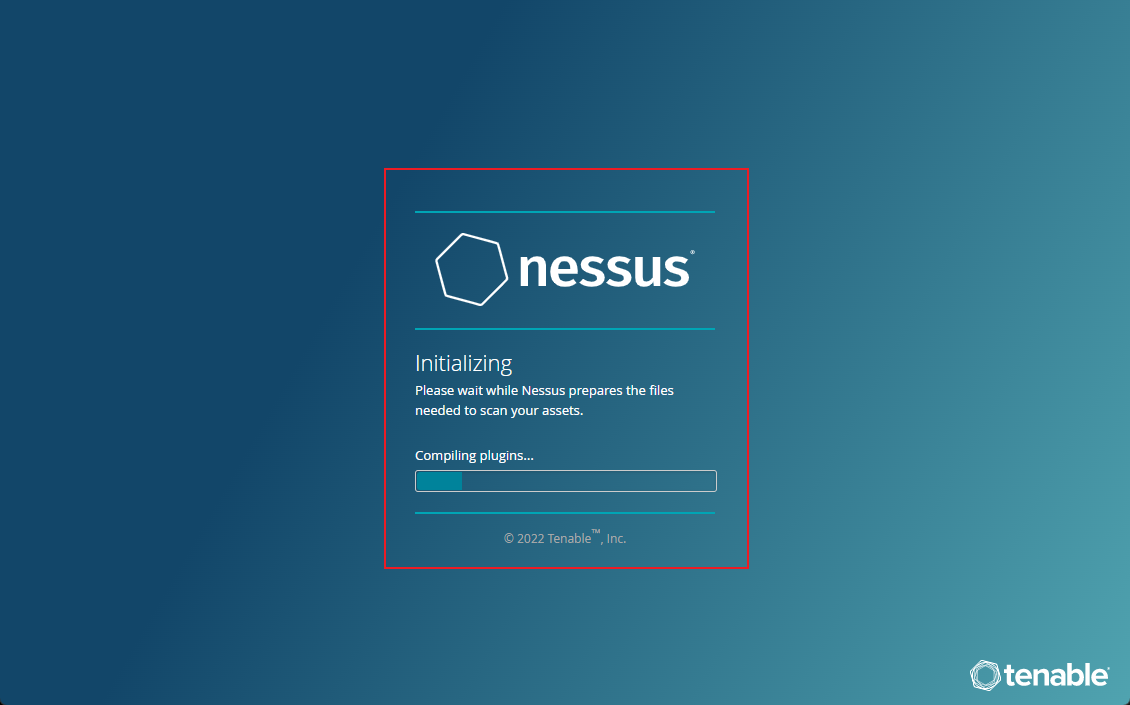 nessus®
Initializing
Please wait while Nessus prepares the files
needed to scan your assets.
Compiling plugins...
© 2022 Tenable™, Inc.
tenable®